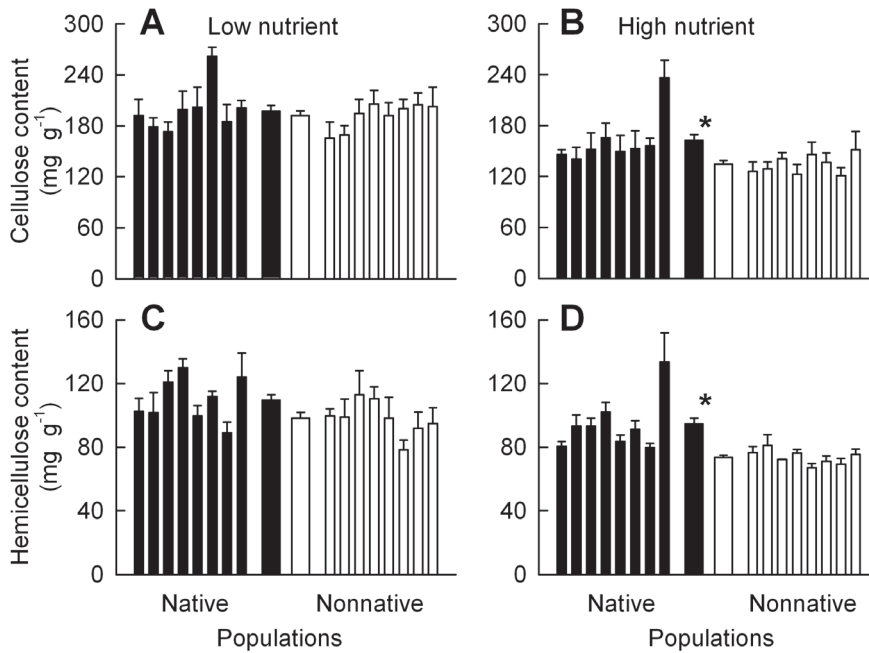 A Low nutrient
B High nutrient
Cellulose content
(mg g-1)
300
240
180
120
60
0
300
240
180
120
60
0
*
C
D
Hemicellulose content
(mg g-1)
160
120
80
40
0
160
120
80
40
0
*
Native Nonnative
Populations
Native Nonnative
Populations